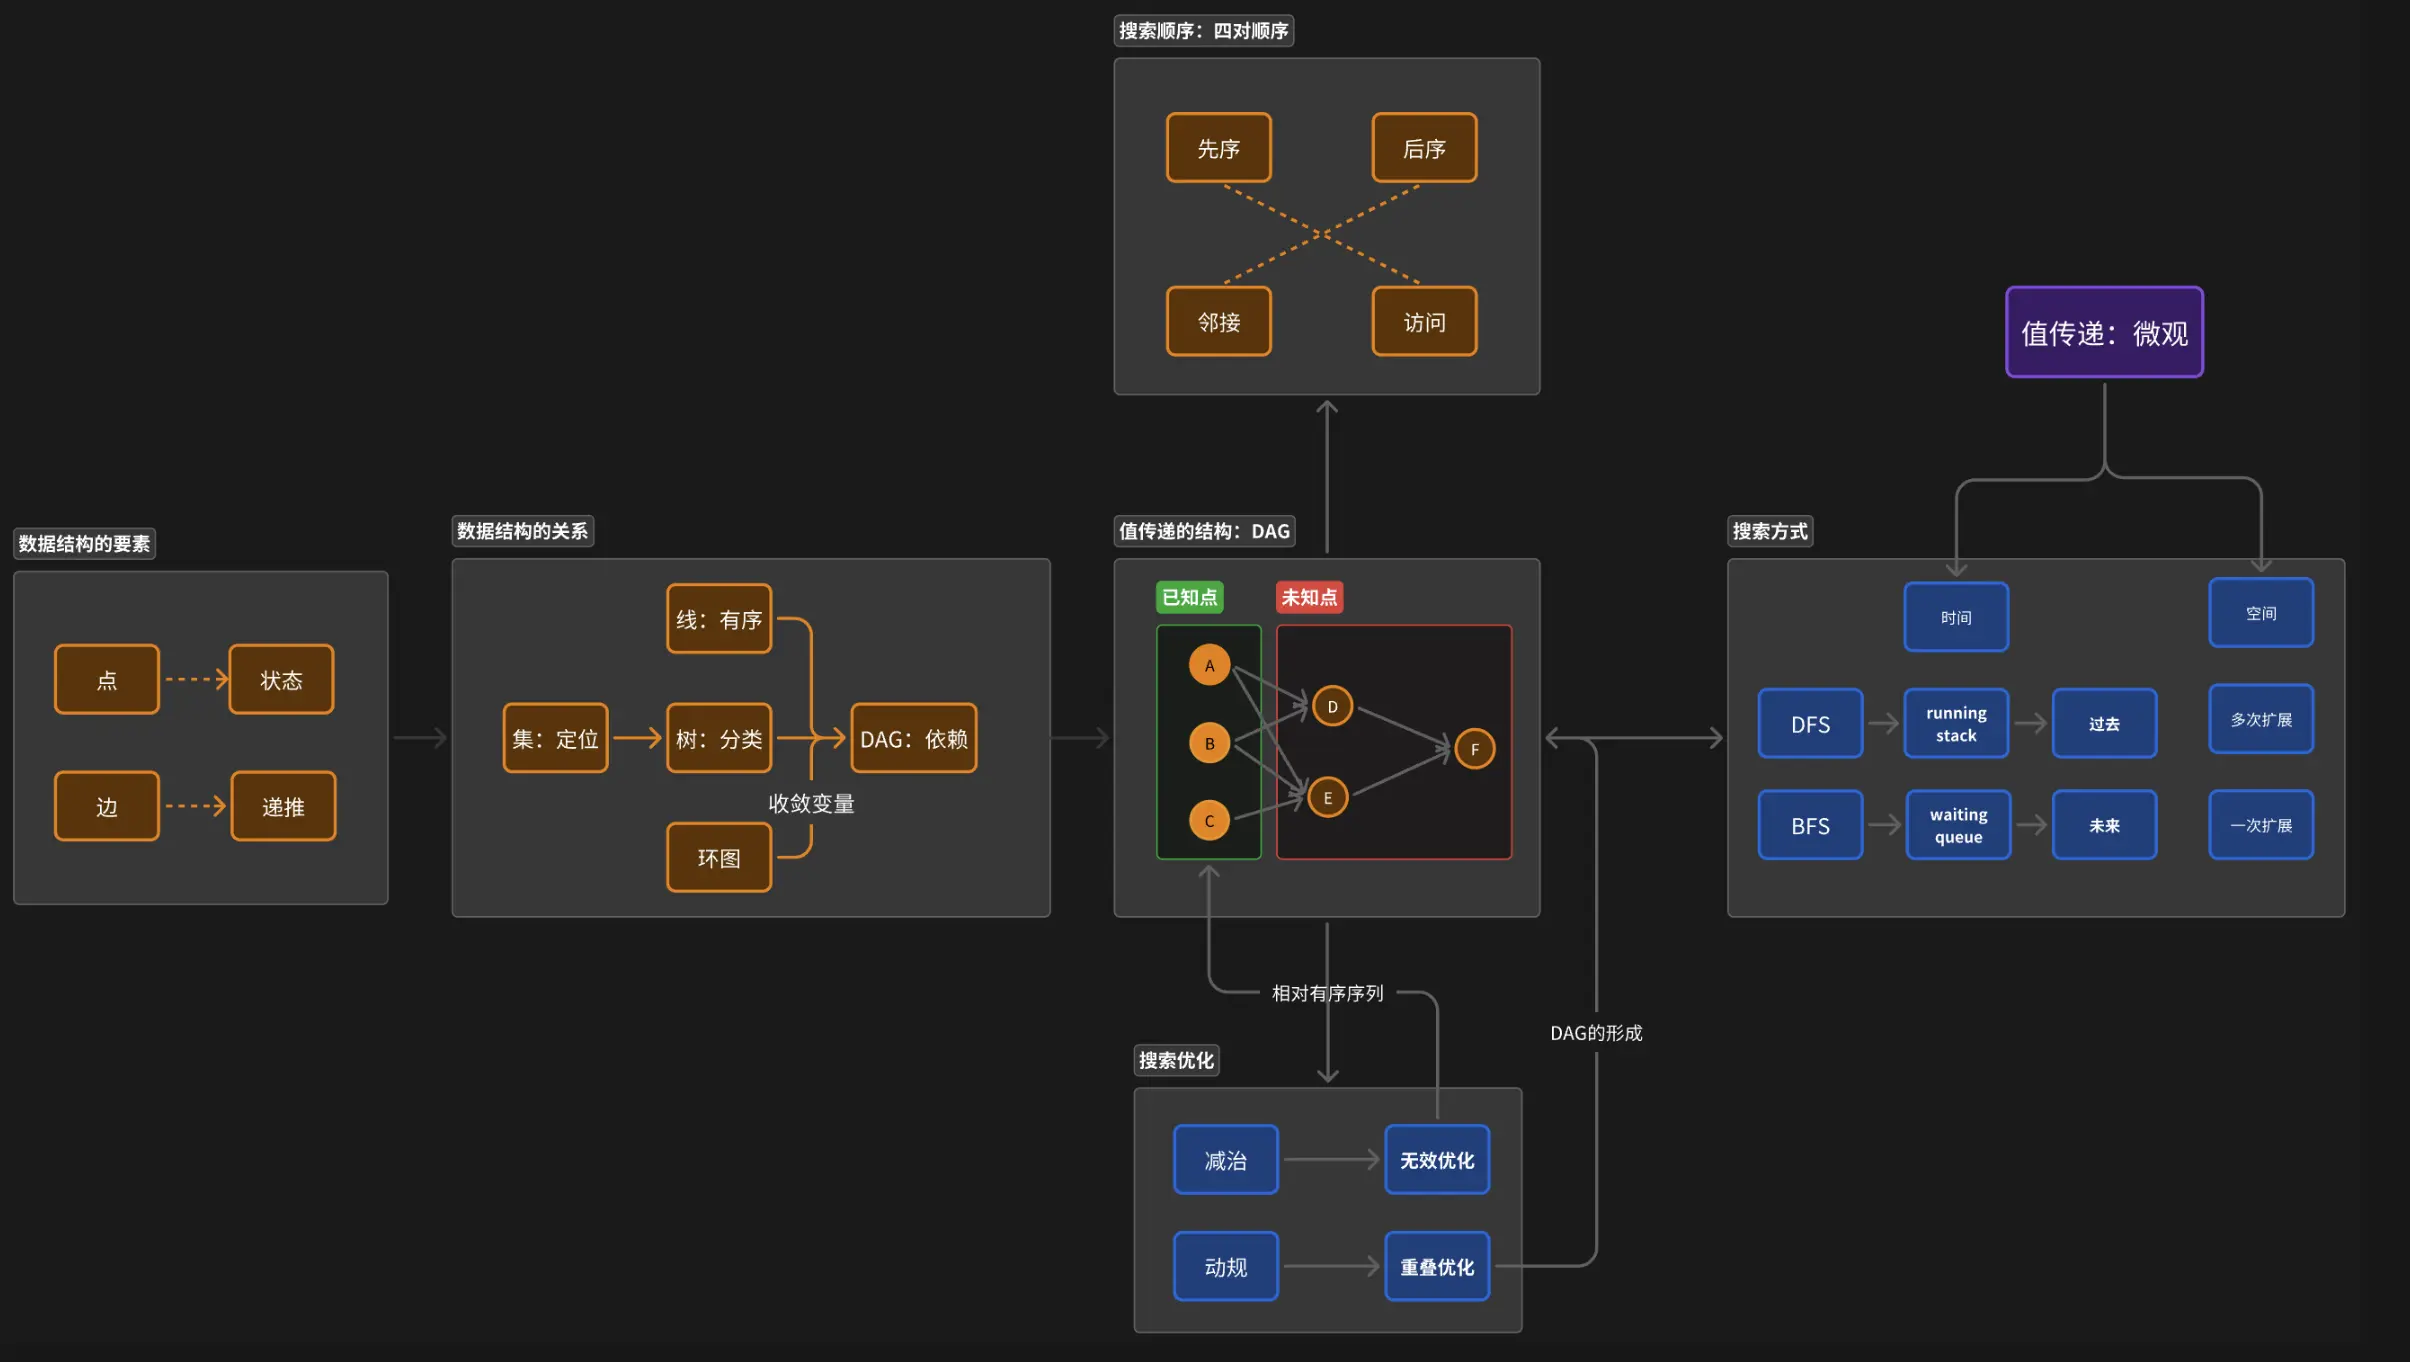 搜索顺序：四对顺序
先序
后序
邻接
访问
值传递：微观
数据结构的要素
点
状态
边
递推
数据结构的关系
线：有序
集：定位
树：分类
DAG：依赖
收敛变量
环图
值传递的结构：DAG
已知点
未知点
A
B
C
D
E
F
搜索方式
时间
空间
DFS
running
stack
过去
多次扩展
BFS
waiting
queue
未来
一次扩展
相对有序序列
DAG的形成
搜索优化
减治
无效优化
动规
重叠优化